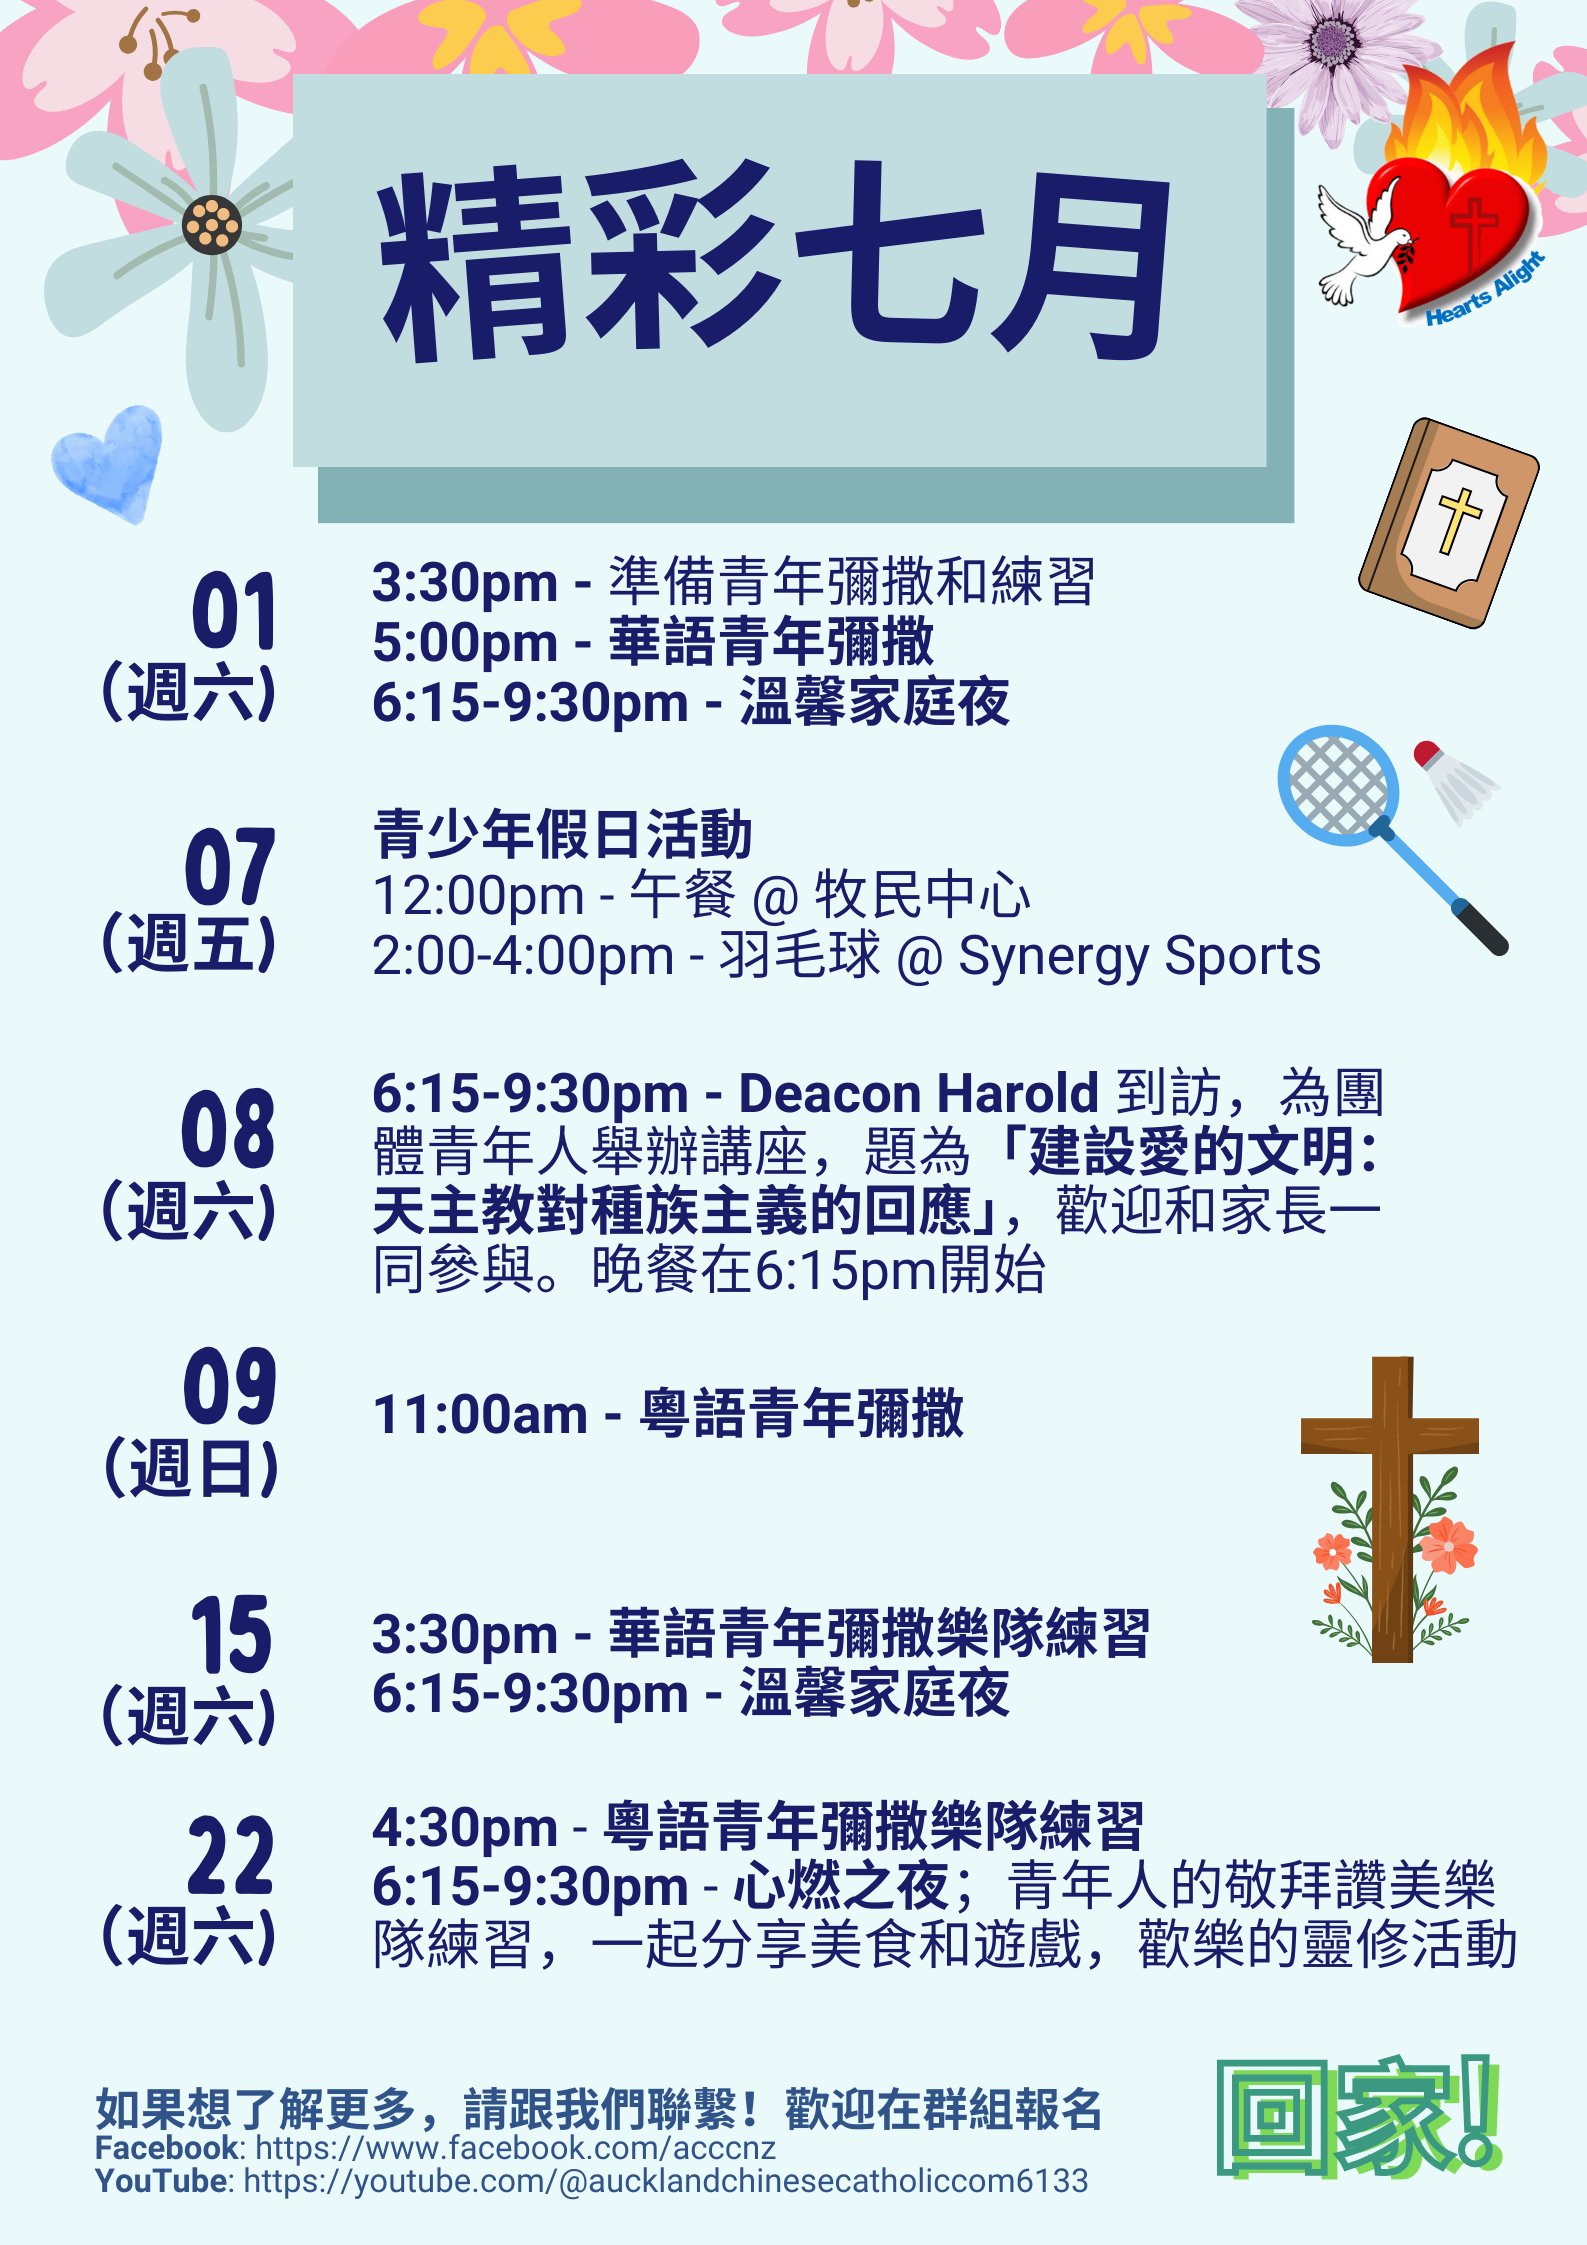 精彩七月
Hearts Alight
01
(週六)
3:30pm - 準備青年彌撒和練習
5:00pm - 華語青年彌撒
6:15-9:30pm - 溫馨家庭夜
07
(週五)
青少年假日活動
12:00pm - 午餐 @ 牧民中心
2:00-4:00pm - 羽毛球 @ Synergy Sports
08
(週六)
6:15-9:30pm - Deacon Harold 到訪，為團
體青年人舉辦講座，題為「建設愛的文明：
天主教對種族主義的回應」，歡迎和家長一
同參與。晚餐在6:15pm開始
09
(週日)
11:00am - 粵語青年彌撒
15
(週六)
3:30pm - 華語青年彌撒樂隊練習
6:15-9:30pm - 溫馨家庭夜
22
(週六)
4:30pm - 粵語青年彌撒樂隊練習
6:15-9:30pm - 心燃之夜；青年人的敬拜讚美樂
隊練習，一起分享美食和遊戲，歡樂的靈修活動
如果想了解更多，請跟我們聯繫！歡迎在群組報名
Facebook: https://www.facebook.com/acccnz
YouTube: https://youtube.com/@aucklandchinesecatholiccom6133
回家!